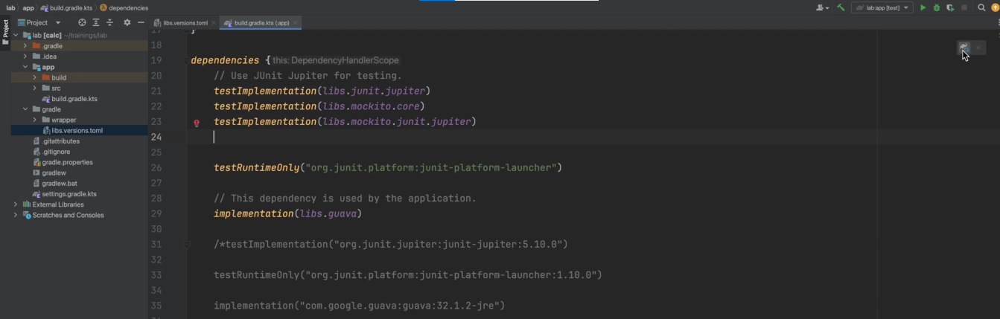 lab app build.gradle.kts dependencies
lab:app [test]
Project
Project
libs.versions.toml
build.gradle.kts (:app)
lab [calc] ~/trainings/lab
.gradle
.idea
app
build
src
build.gradle.kts
gradle
wrapper
libs.versions.toml
.gitattributes
.gitignore
gradle.properties
gradlew
gradlew.bat
settings.gradle.kts
External Libraries
Scratches and Consoles
17 }
18
19 dependencies { this: DependencyHandlerScope
20 // Use JUnit Jupiter for testing.
21 testImplementation(libs.junit.jupiter)
22 testImplementation(libs.mockito.core)
23 testImplementation(libs.mockito.junit.jupiter)
24
25
26 testRuntimeOnly("org.junit.platform:junit-platform-launcher")
27
28 // This dependency is used by the application.
29 implementation(libs.guava)
30
31 /*testImplementation("org.junit.jupiter:junit-jupiter:5.10.0")
32
33 testRuntimeOnly("org.junit.platform:junit-platform-launcher:1.10.0")
34
35 implementation("com.google.guava:guava:32.1.2-jre")